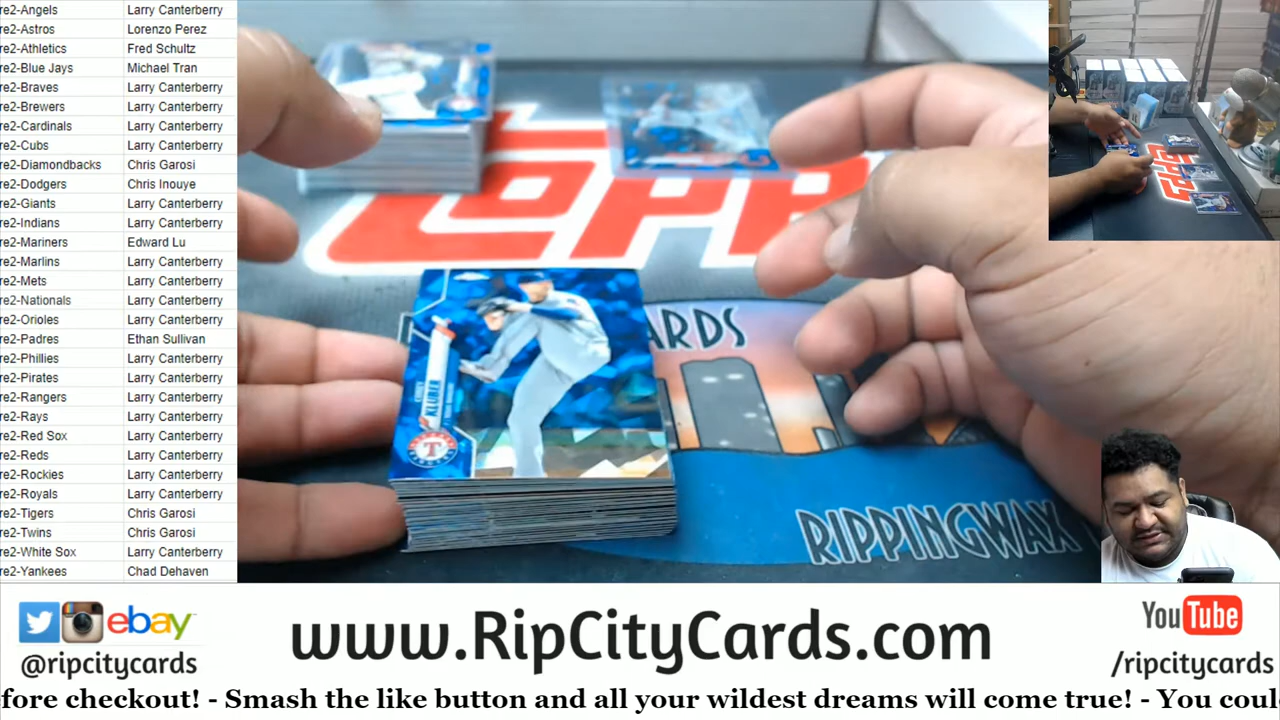 re2-Angels Larry Canterberry
re2-Astros Lorenzo Perez
re2-Athletics Fred Schultz
re2-Blue Jays Michael Tran
re2-Braves Larry Canterberry
re2-Brewers Larry Canterberry
re2-Cardinals Larry Canterberry
re2-Cubs Larry Canterberry
re2-Diamondbacks Chris Garosi
re2-Dodgers Chris Inouye
re2-Giants Larry Canterberry
re2-Indians Larry Canterberry
re2-Mariners Edward Lu
re2-Marlins Larry Canterberry
re2-Mets Larry Canterberry
re2-Nationals Larry Canterberry
re2-Orioles Larry Canterberry
re2-Padres Ethan Sullivan
re2-Phillies Larry Canterberry
re2-Pirates Larry Canterberry
re2-Rangers Larry Canterberry
re2-Rays Larry Canterberry
re2-Red Sox Larry Canterberry
re2-Reds Larry Canterberry
re2-Rockies Larry Canterberry
re2-Royals Larry Canterberry
re2-Tigers Chris Garosi
re2-Twins Chris Garosi
re2-White Sox Larry Canterberry
re2-Yankees Chad Dehaven
TOPPS
ARDS
COREY
KLUBER
T
RIPPINGWAX
ebay
@ripcitycards
www.RipCityCards.com
YouTube
/ripcitycards
fore checkout! - Smash the like button and all your wildest dreams will come true! - You coul